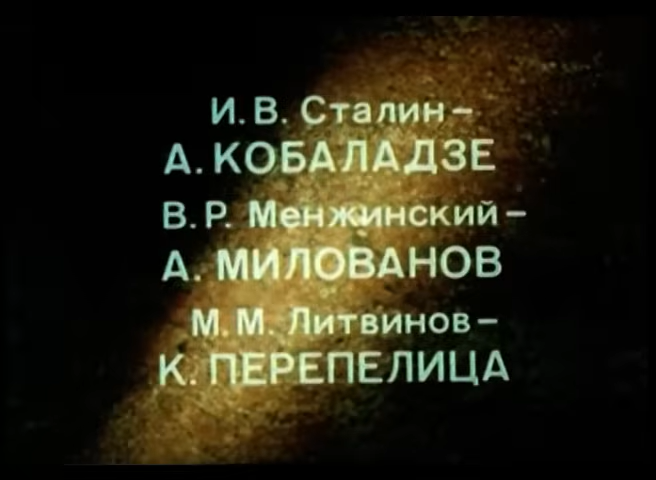 И. В. Сталин –
А. КОБАЛАДЗЕ
В. Р. Менжинский –
А. МИЛОВАНОВ
М. М. Литвинов –
К. ПЕРЕПЕЛИЦА